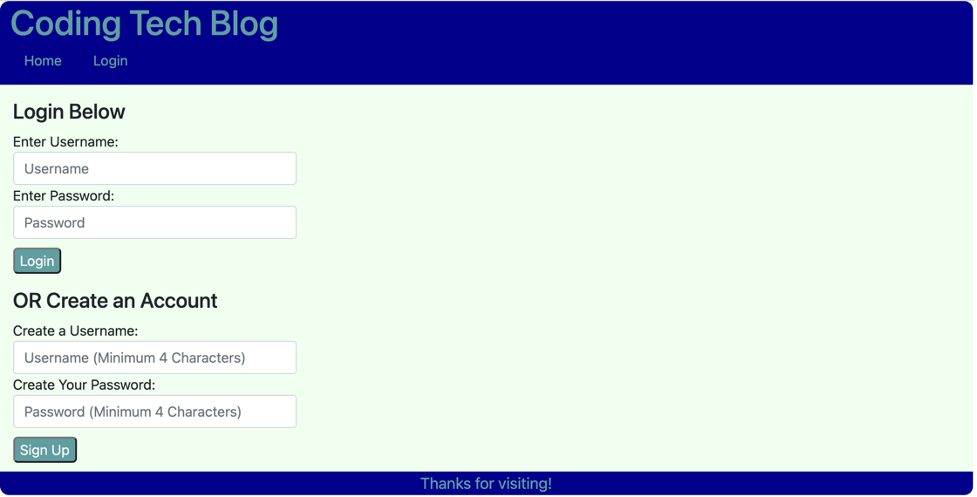 Coding Tech Blog
Home Login
Login Below
Enter Username:
Username
Enter Password:
Password
Login
OR Create an Account
Create a Username:
Username (Minimum 4 Characters)
Create Your Password:
Password (Minimum 4 Characters)
Sign Up
Thanks for visiting!